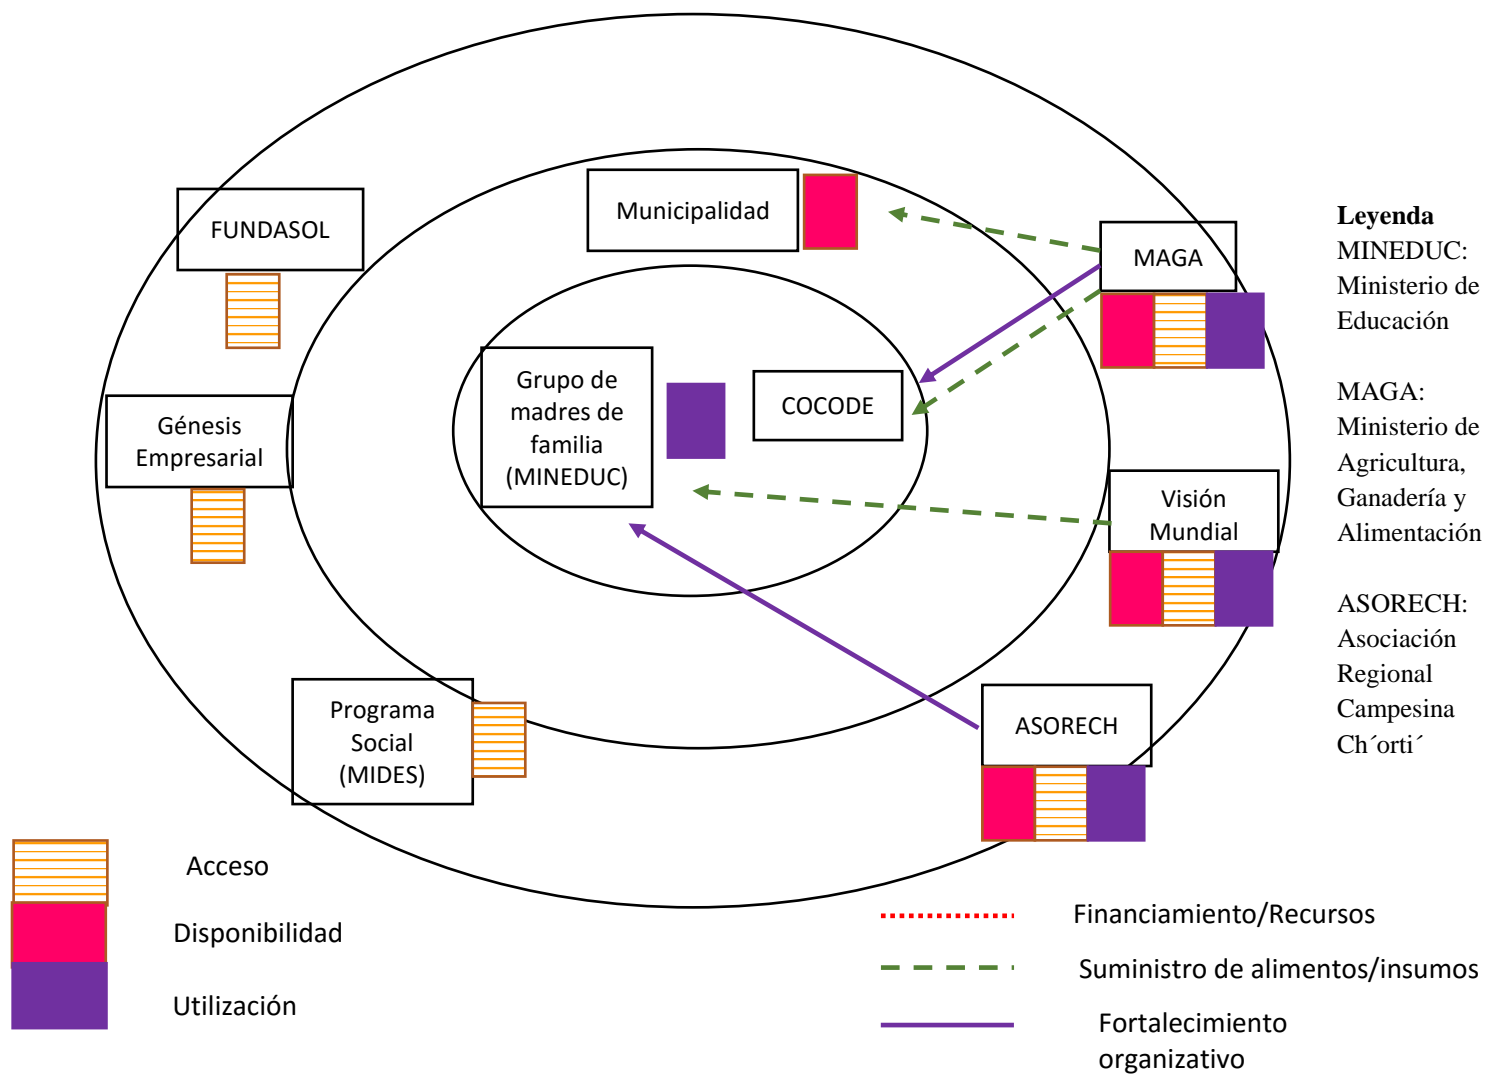 Municipalidad
FUNDASOL
MAGA
Grupo de
madres de
familia
(MINEDUC)
COCODE
Génesis
Empresarial
Visión
Mundial
Programa
Social
(MIDES)
ASORECH
Leyenda
MINEDUC:
Ministerio de
Educación
MAGA:
Ministerio de
Agricultura,
Ganadería y
Alimentación
ASORECH:
Asociación
Regional
Campesina
Ch´orti´
Acceso
Disponibilidad
Utilización
Financiamiento/Recursos
Suministro de alimentos/insumos
Fortalecimiento
organizativo